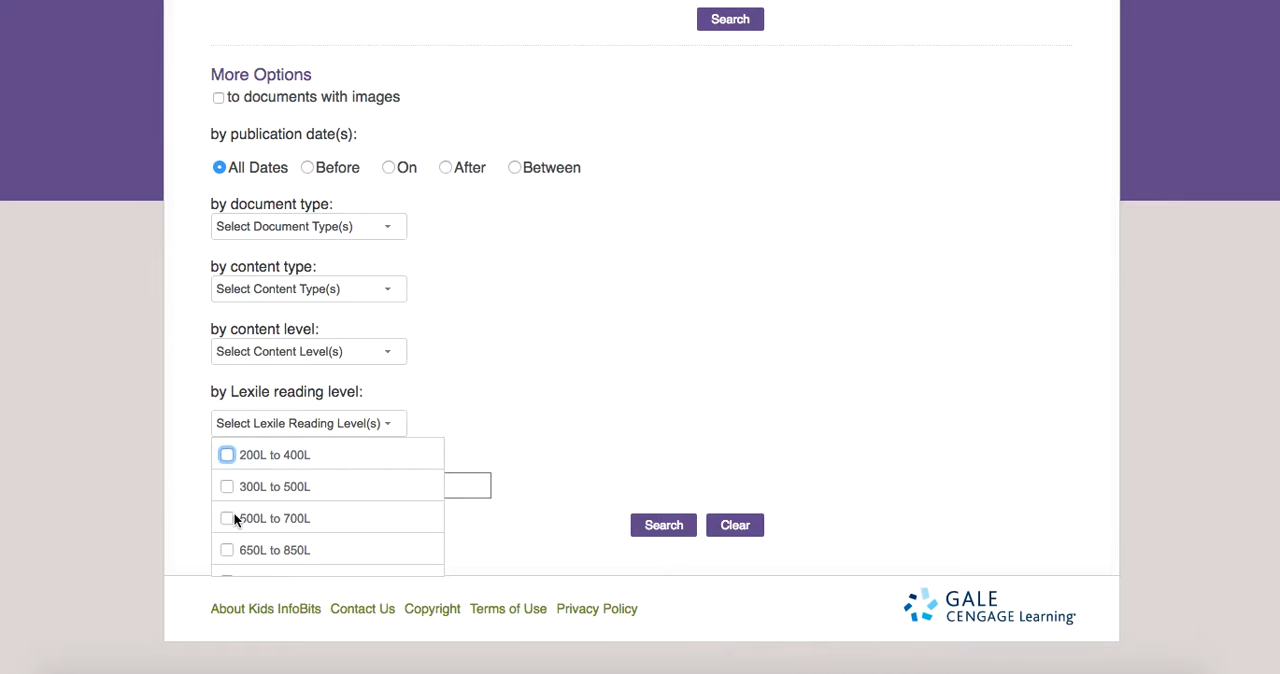 Search
More Options
to documents with images
by publication date(s):
All Dates Before On After Between
by document type:
Select Document Type(s)
by content type:
Select Content Type(s)
by content level:
Select Content Level(s)
by Lexile reading level:
Select Lexile Reading Level(s)
200L to 400L
300L to 500L
500L to 700L
650L to 850L
Search Clear
About Kids InfoBits Contact Us Copyright Terms of Use Privacy Policy
GALE
CENGAGE Learning·